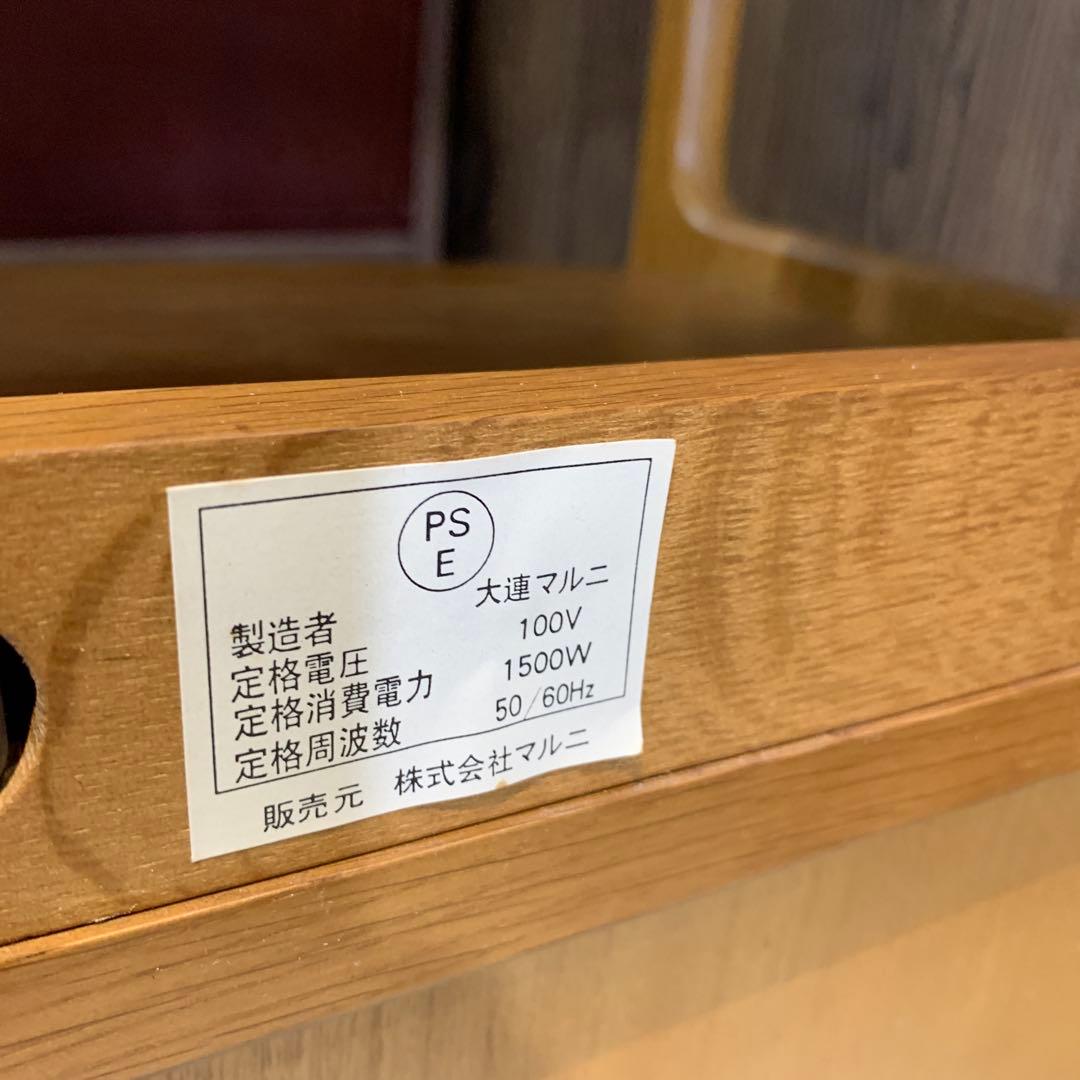 PS
E
製造者 大連マルニ
定格電圧 100V
定格消費電力 1500W
定格周波数 50/60Hz
販売元 株式会社マルニ